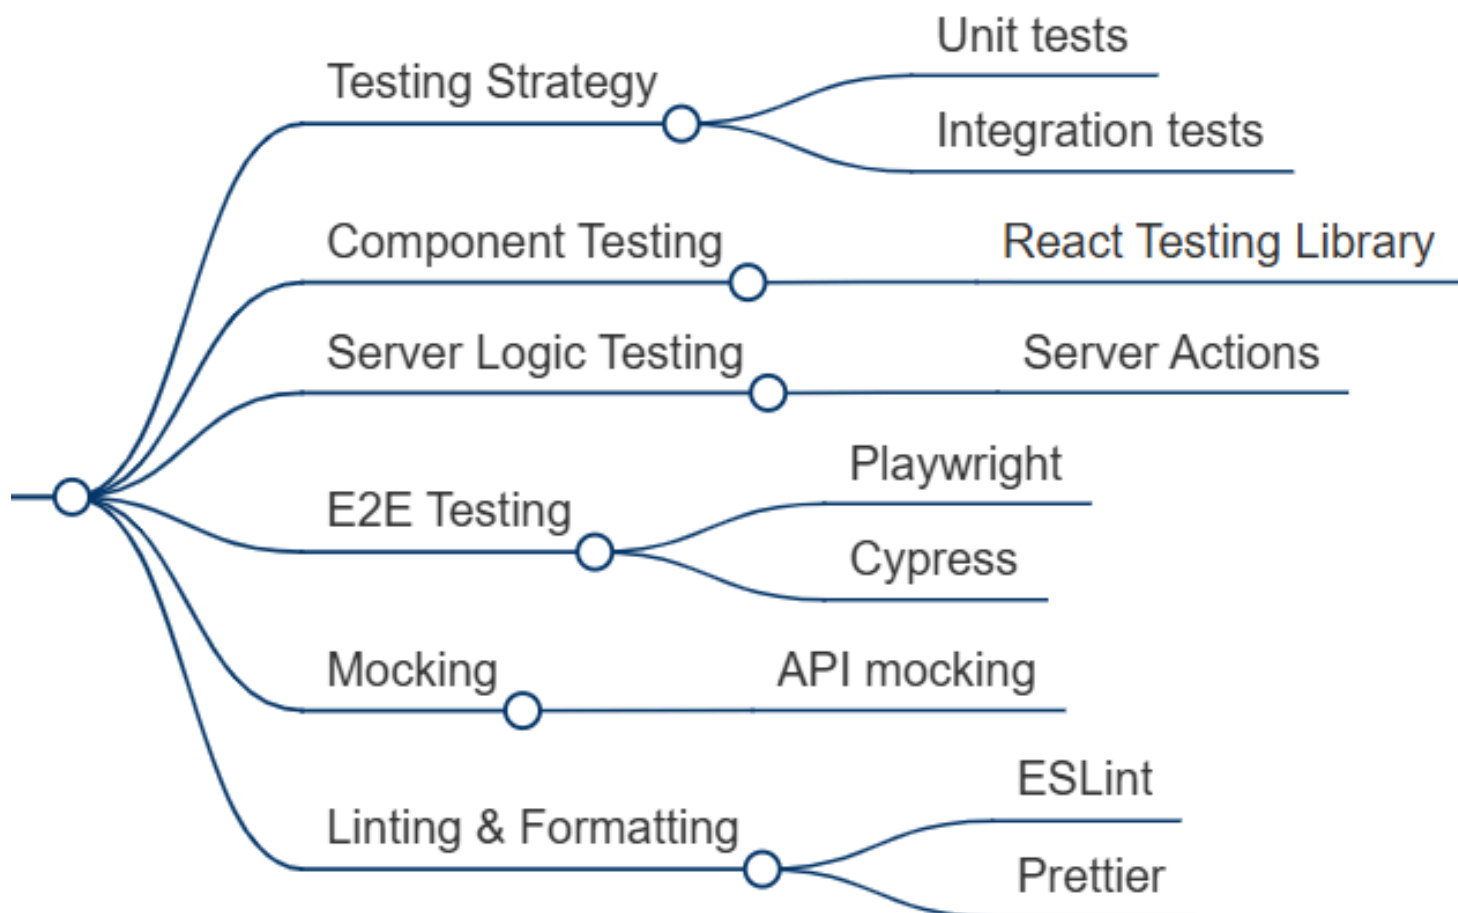 Testing Strategy
Unit tests
Integration tests
Component Testing
React Testing Library
Server Logic Testing
Server Actions
E2E Testing
Playwright
Cypress
Mocking
API mocking
Linting & Formatting
ESLint
Prettier